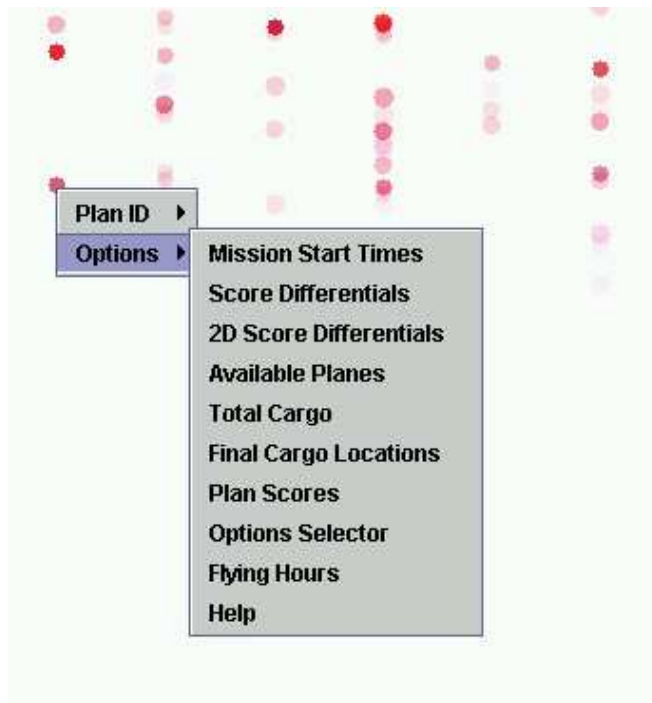 Plan ID
Options
Mission Start Times
Score Differentials
2D Score Differentials
Available Planes
Total Cargo
Final Cargo Locations
Plan Scores
Options Selector
Flying Hours
Help